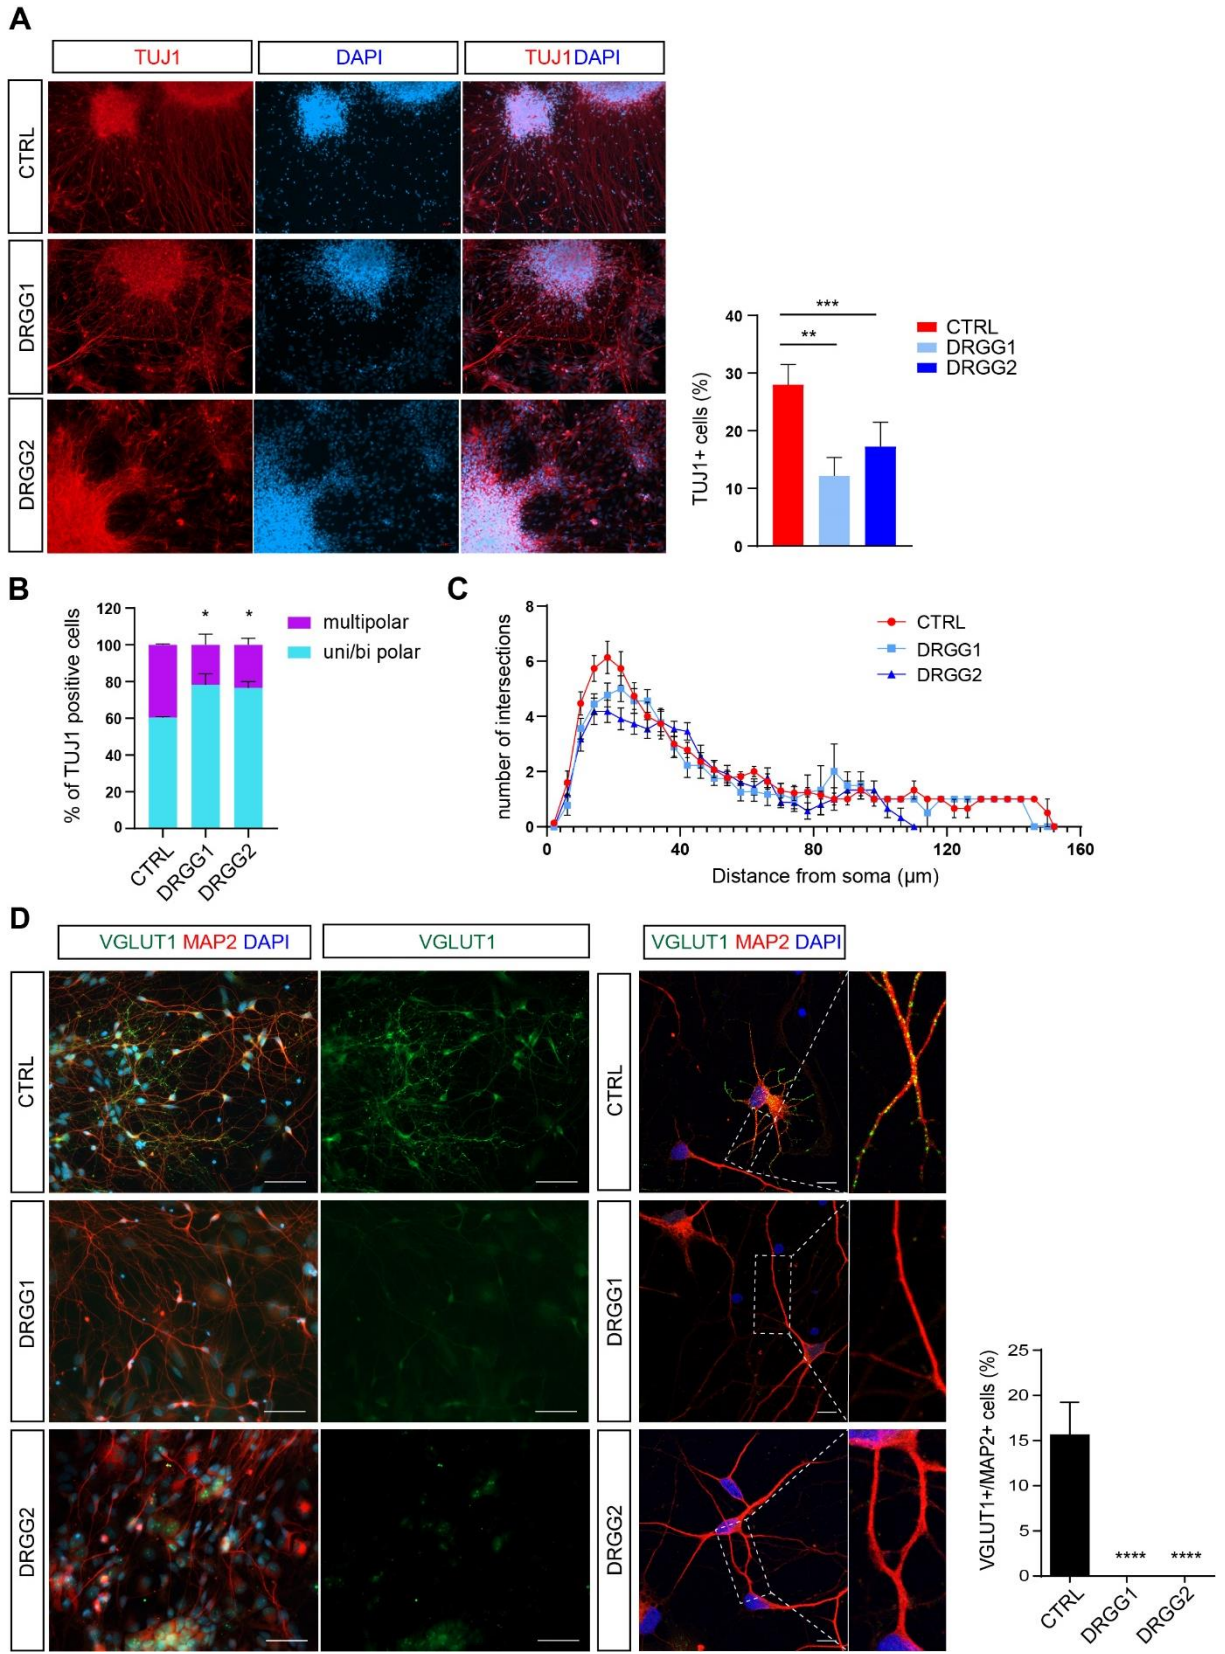 A
TUJ1 DAPI TUJ1DAPI
CTRL
DRGG1
DRGG2
TUJ1+ cells (%)
40
30
20
10
0
***
**
CTRL
DRGG1
DRGG2
B
% of TUJ1 positive cells
120
100
80
60
40
20
0
* *
multipolar
uni/bi polar
CTRL DRGG1 DRGG2
C
number of intersections
8
6
4
2
0
CTRL
DRGG1
DRGG2
0 40 80 120 160
Distance from soma (µm)
D
VGLUT1 MAP2 DAPI VGLUT1 VGLUT1 MAP2 DAPI
CTRL CTRL
DRGG1 DRGG1
DRGG2 DRGG2
VGLUT1+/MAP2+ cells (%)
25
20
15
10
5
0
**** ****
CTRL DRGG1 DRGG2